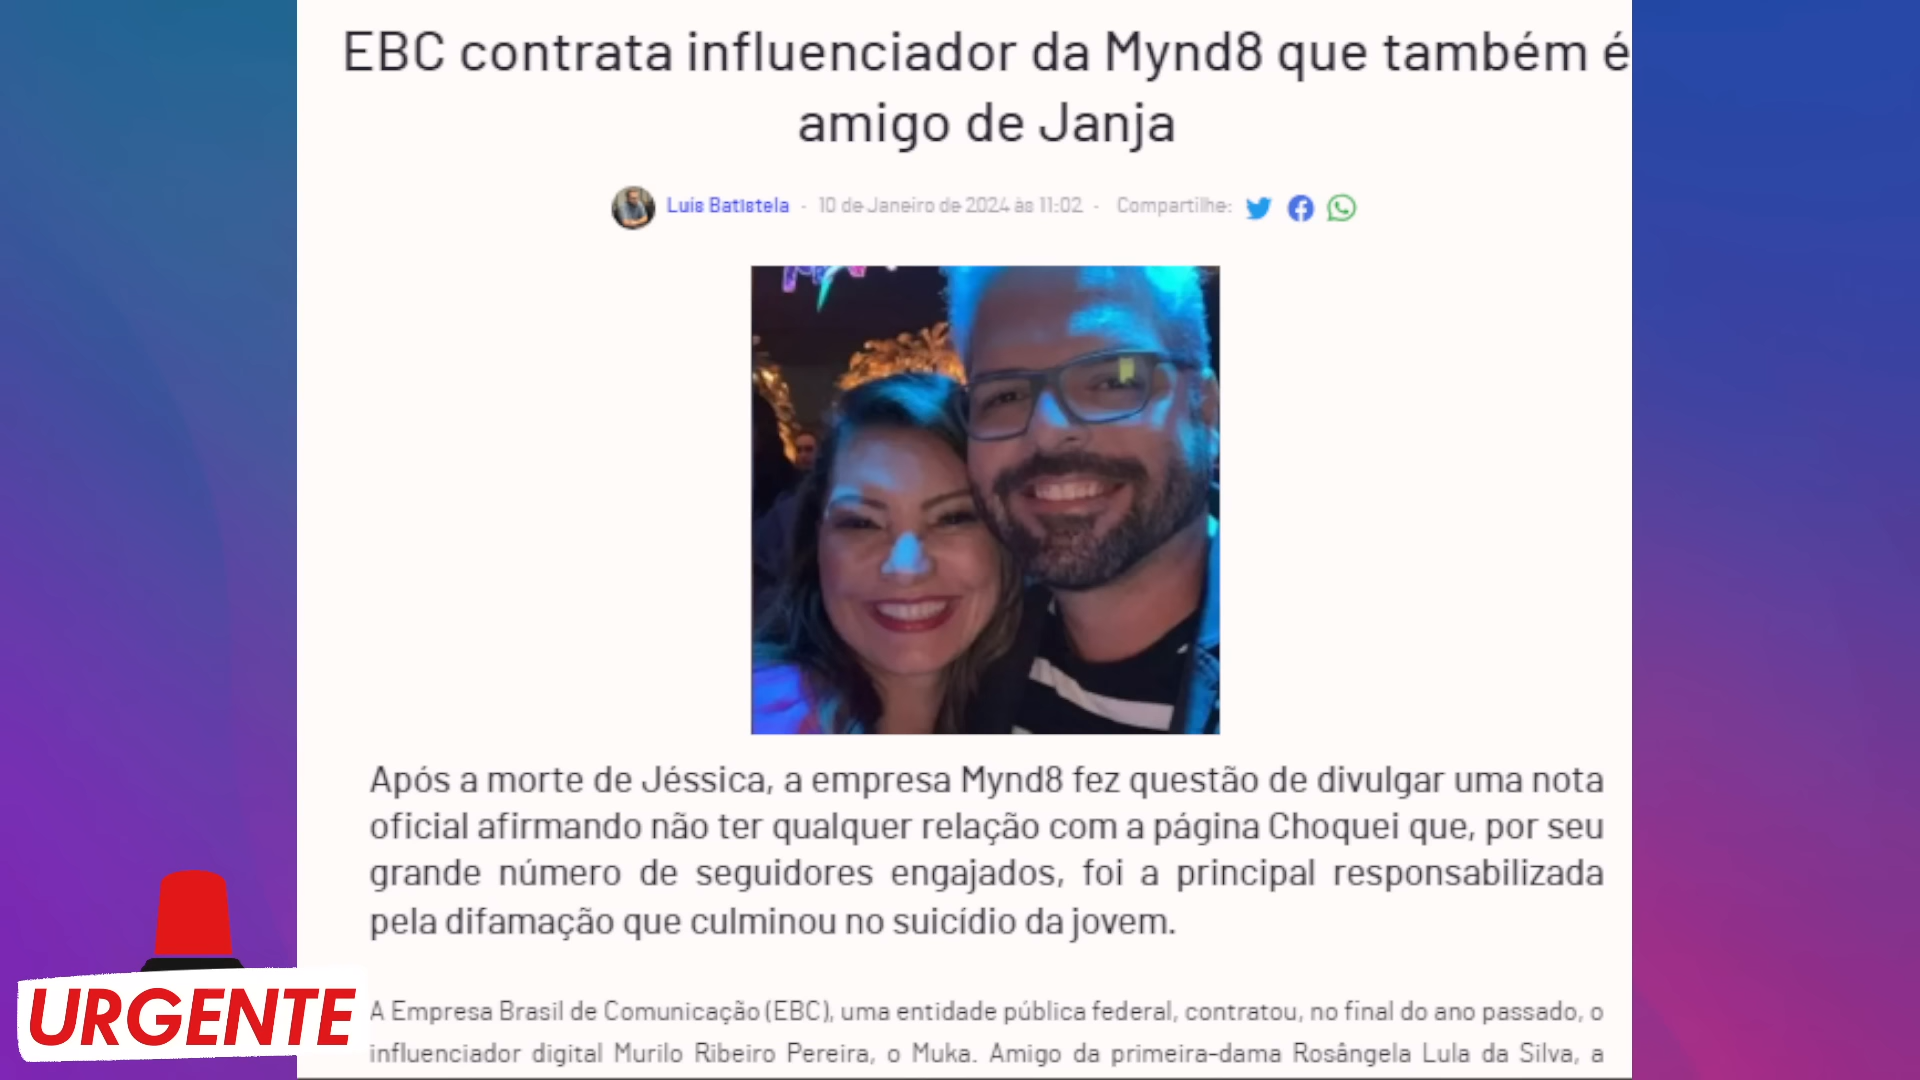 EBC contrata influenciador da Mynd8 que também é
amigo de Janja
Luis Batistela - 10 de Janeiro de 2024 às 11:02 - Compartilhe:
Após a morte de Jéssica, a empresa Mynd8 fez questão de divulgar uma nota
oficial afirmando não ter qualquer relação com a página Choquei que, por seu
grande número de seguidores engajados, foi a principal responsabilizada
pela difamação que culminou no suicídio da jovem.
A Empresa Brasil de Comunicação (EBC), uma entidade pública federal, contratou, no final do ano passado, o
influenciador digital Murilo Ribeiro Pereira, o Muka. Amigo da primeira-dama Rosângela Lula da Silva, a
URGENTE